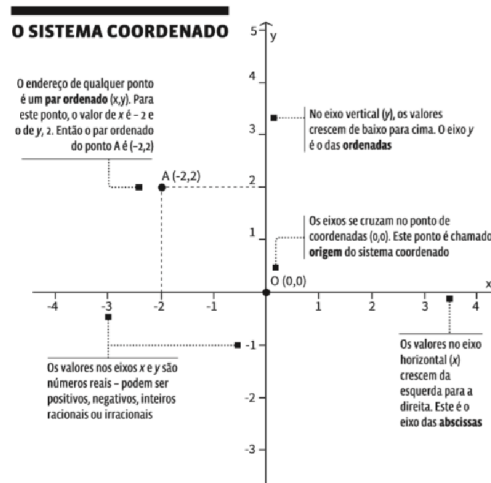 O SISTEMA COORDENADO
O endereço de qualquer ponto
é um par ordenado (x,y). Para
este ponto, o valor de x é – 2 e
o de y, 2. Então o par ordenado
do ponto A é (–2,2)
5
y
4
3
No eixo vertical (y), os valores
crescem de baixo para cima. O eixo y
é o das ordenadas
A (-2,2)
2
1
Os eixos se cruzam no ponto de
coordenadas (0,0). Este ponto é chamado
origem do sistema coordenado
O (0,0)
x
-4 -3 -2 -1 1 2 3 4
-1
-2
-3
Os valores nos eixos x e y são
números reais – podem ser
positivos, negativos, inteiros
racionais ou irracionais
Os valores no eixo
horizontal (x)
crescem da
esquerda para a
direita. Este é o
eixo das abscissas